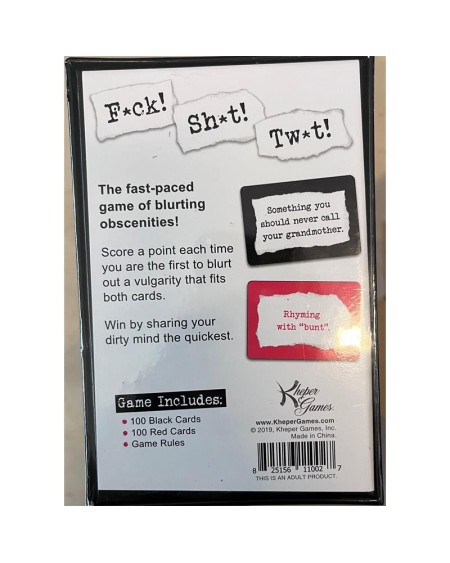 F*ck!
Sh*t!
Tw*t!
The fast-paced
game of blurting
obscenities!
Score a point each time
you are the first to blurt
out a vulgarity that fits
both cards.
Win by sharing your
dirty mind the quickest.
Something you
should never call
your grandmother.
Rhyming
with "bunt".
Game Includes:
100 Black Cards
100 Red Cards
Game Rules
Kheper
Games
www.KheperGames.com
© 2019, Kheper Games, Inc.
Made in China.
8 25156 11002 7
THIS IS AN ADULT PRODUCT.